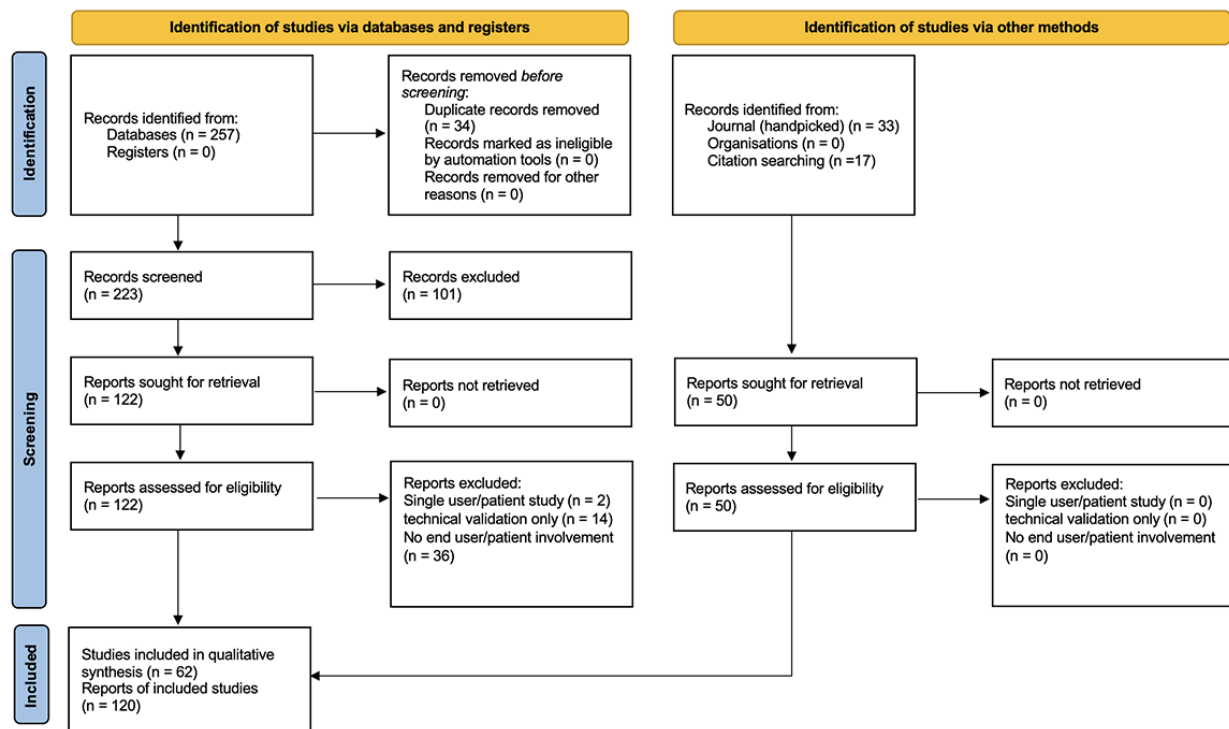 Identification of studies via databases and registers
Identification of studies via other methods
Identification
Records identified from:
Databases (n = 257)
Registers (n = 0)
Records removed before
screening:
Duplicate records removed
(n = 34)
Records marked as ineligible
by automation tools (n = 0)
Records removed for other
reasons (n = 0)
Records identified from:
Journal (handpicked) (n = 33)
Organisations (n = 0)
Citation searching (n =17)
Screening
Records screened
(n = 223)
Records excluded
(n = 101)
Reports sought for retrieval
(n = 122)
Reports not retrieved
(n = 0)
Reports sought for retrieval
(n = 50)
Reports not retrieved
(n = 0)
Reports assessed for eligibility
(n = 122)
Reports excluded:
Single user/patient study (n = 2)
technical validation only (n = 14)
No end user/patient involvement
(n = 36)
Reports assessed for eligibility
(n = 50)
Reports excluded:
Single user/patient study (n = 0)
technical validation only (n = 0)
No end user/patient involvement
(n = 0)
Included
Studies included in qualitative
synthesis (n = 62)
Reports of included studies
(n = 120)